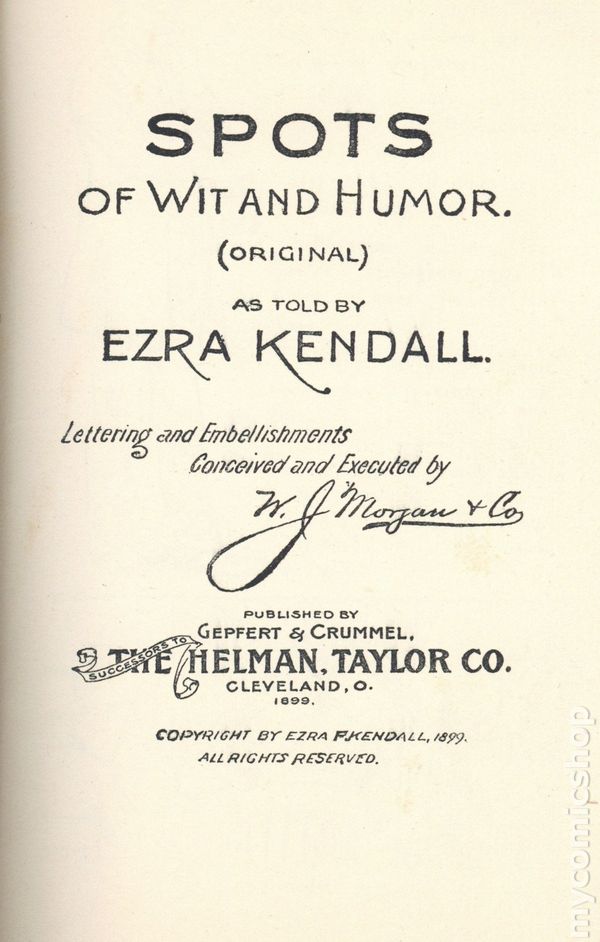 SPOTS
OF WIT AND HUMOR.
(ORIGINAL)
AS TOLD BY
EZRA KENDALL.
Lettering and Embellishments
Conceived and Executed by
W. J. Morgan & Co
PUBLISHED BY
GEPFERT & CRUMMEL,
SUCCESSORS TO
THE HELMAN, TAYLOR CO.
CLEVELAND, O.
1899.
COPYRIGHT BY EZRA F. KENDALL, 1899.
ALL RIGHTS RESERVED.
mycomicshop